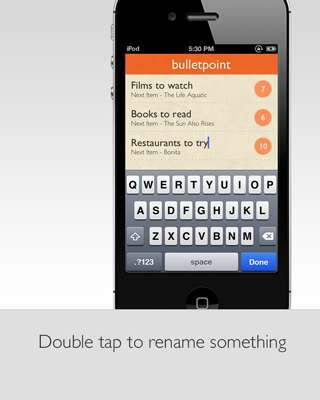 iPod 5:30 PM
bulletpoint
Films to watch 7
Next Item - The Life Aquatic
Books to read 6
Next Item - The Sun Also Rises
Restaurants to try 10
Next Item - Bonita
Q W E R T Y U I O P
A S D F G H J K L
Z X C V B N M
.?123 space Done
Double tap to rename something